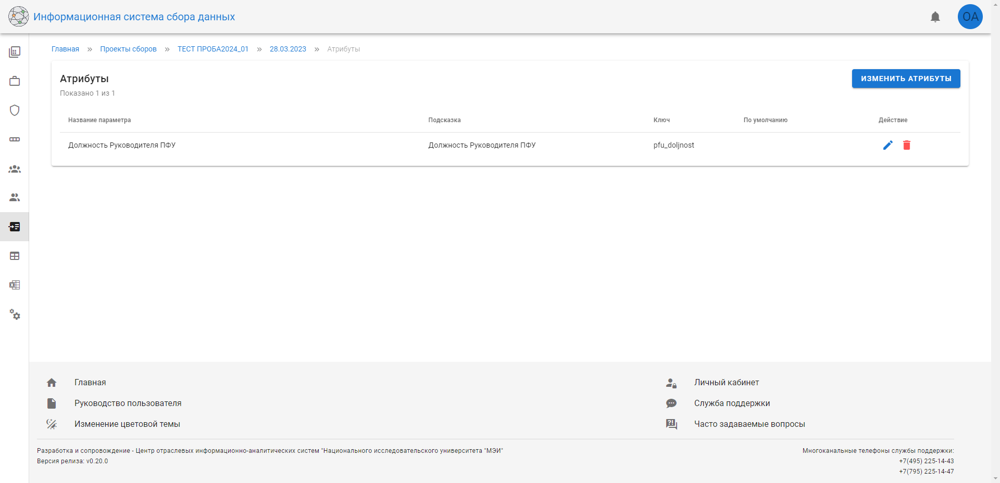 Информационная система сбора данных
OA
Главная » Проекты сборов » ТЕСТ ПРОБА2024_01 » 28.03.2023 » Атрибуты
Атрибуты
ИЗМЕНИТЬ АТРИБУТЫ
Показано 1 из 1
Название параметра Подсказка Ключ По умолчанию Действие
Должность Руководителя ПФУ Должность Руководителя ПФУ pfu_doljnost
Главная
Руководство пользователя
Изменение цветовой темы
Личный кабинет
Служба поддержки
Часто задаваемые вопросы
Разработка и сопровождение - Центр отраслевых информационно-аналитических систем "Национального исследовательского университета "МЭИ"
Версия релиза: v0.20.0
Многоканальные телефоны службы поддержки:
+7(495) 225-14-43
+7(795) 225-14-47